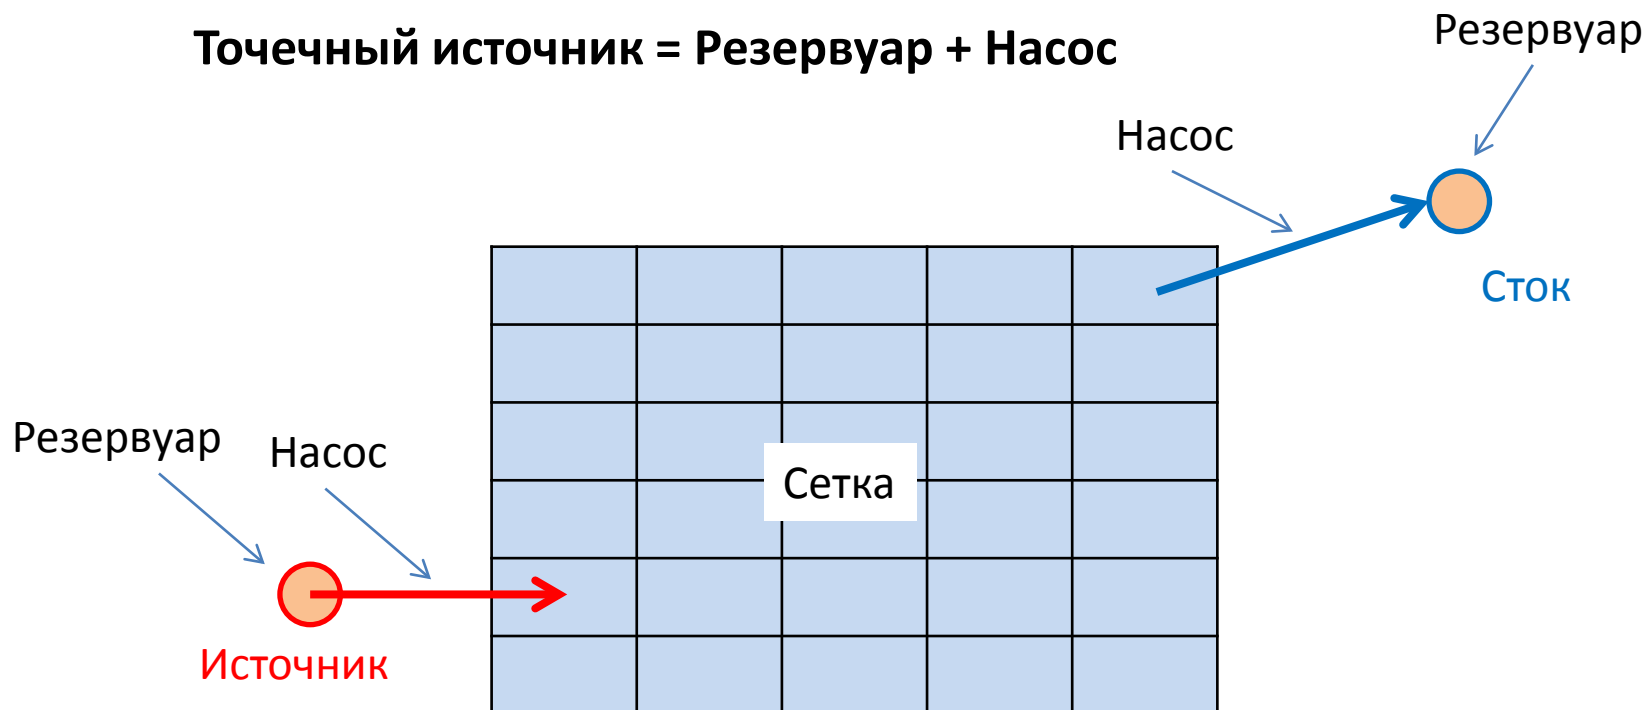 Точечный источник = Резервуар + Насос
Резервуар
Насос
Сток
Резервуар
Насос
Сетка
Источник